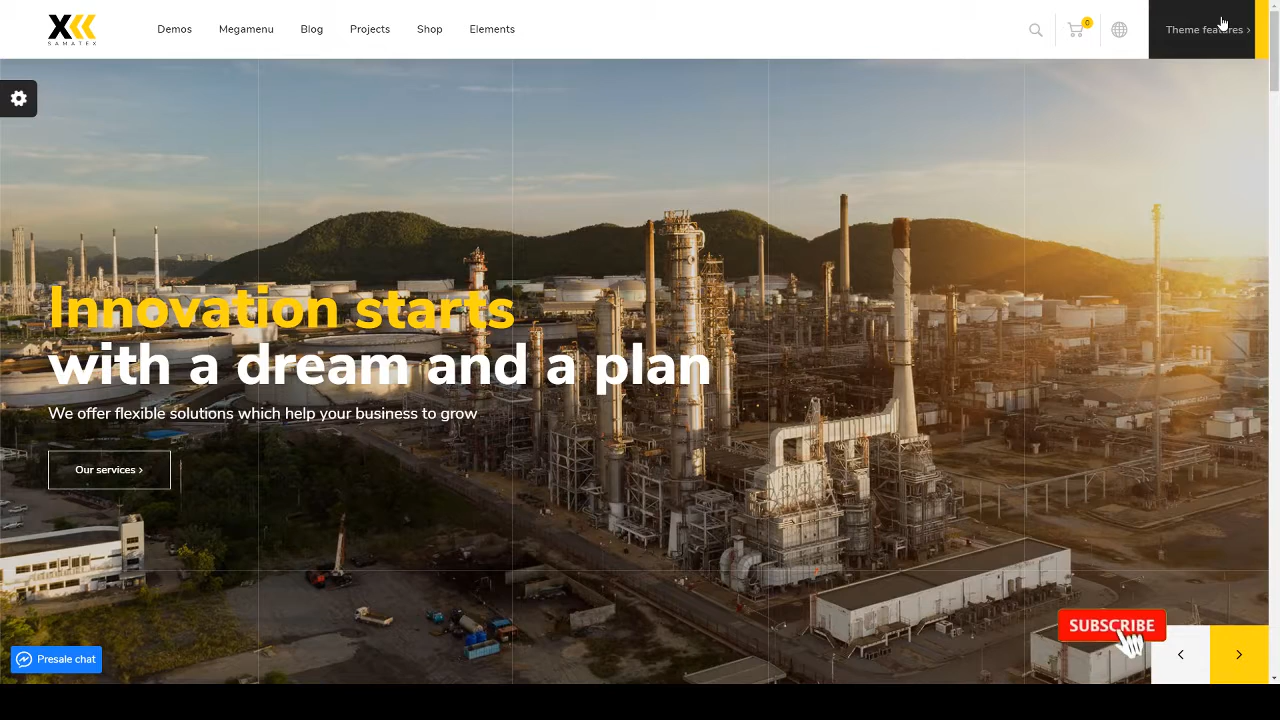 SAMATEX
Demos
Megamenu
Blog
Projects
Shop
Elements
0
Theme features ›
Innovation starts
with a dream and a plan
We offer flexible solutions which help your business to grow
Our services ›
SUBSCRIBE
Presale chat